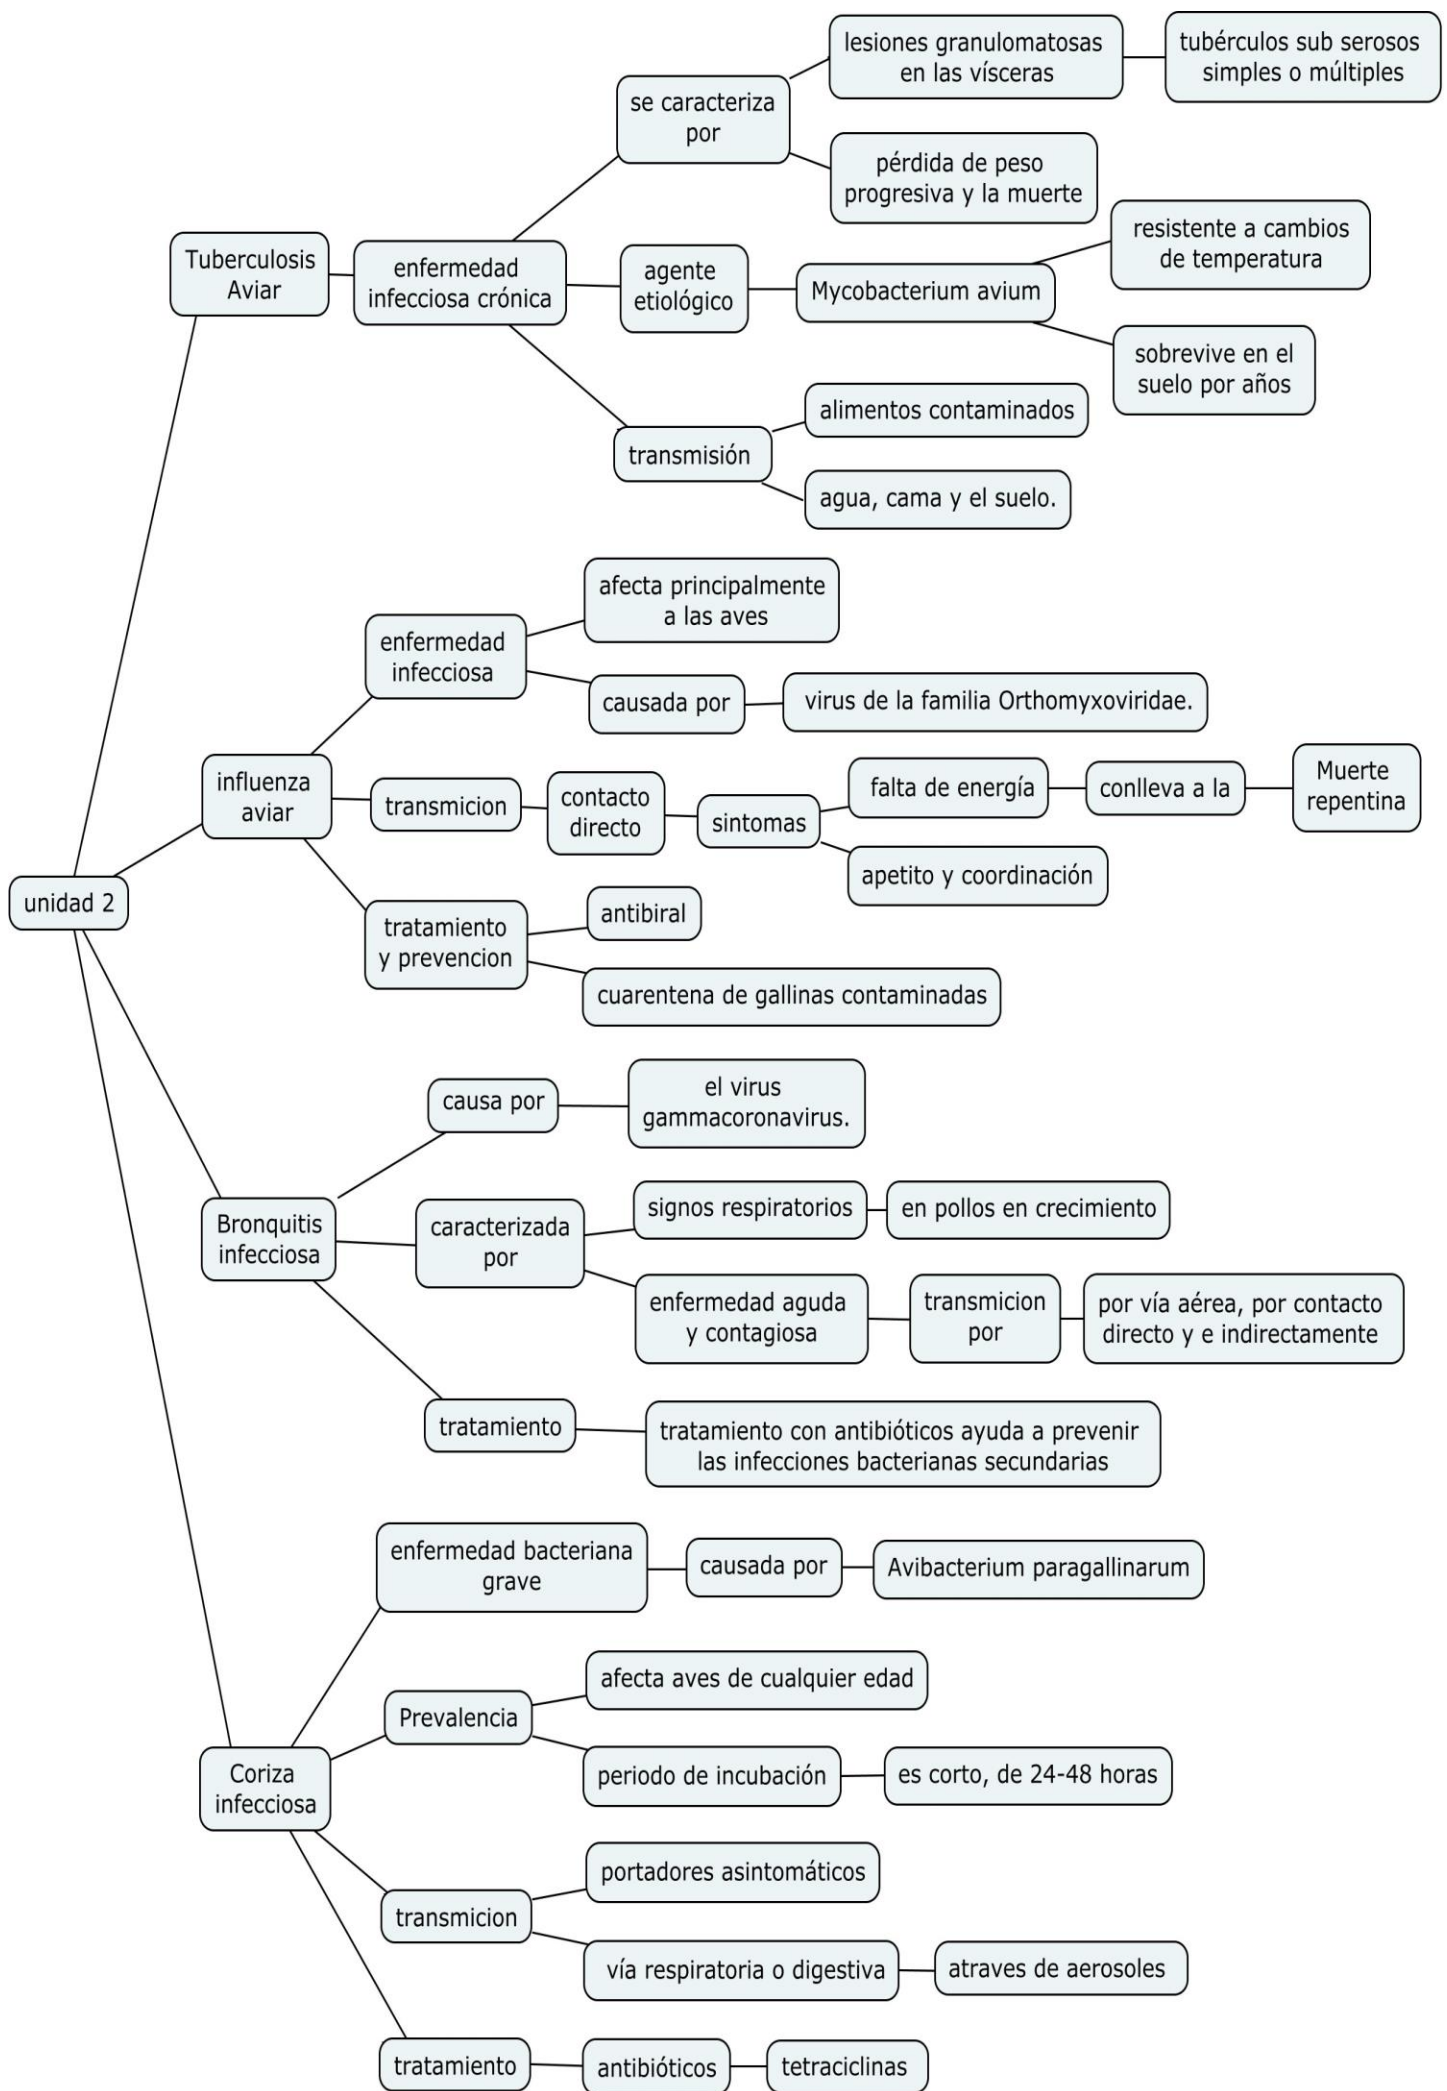 unidad 2
Tuberculosis
Aviar
enfermedad
infecciosa crónica
se caracteriza
por
lesiones granulomatosas
en las vísceras
tubérculos sub serosos
simples o múltiples
pérdida de peso
progresiva y la muerte
agente
etiológico
Mycobacterium avium
resistente a cambios
de temperatura
sobrevive en el
suelo por años
transmisión
alimentos contaminados
agua, cama y el suelo.
influenza
aviar
enfermedad
infecciosa
afecta principalmente
a las aves
causada por
virus de la familia Orthomyxoviridae.
transmicion
contacto
directo
sintomas
falta de energía
conlleva a la
Muerte
repentina
apetito y coordinación
tratamiento
y prevencion
antibiral
cuarentena de gallinas contaminadas
Bronquitis
infecciosa
causa por
el virus
gammacoronavirus.
caracterizada
por
signos respiratorios
en pollos en crecimiento
enfermedad aguda
y contagiosa
transmicion
por
por vía aérea, por contacto
directo y e indirectamente
tratamiento
tratamiento con antibióticos ayuda a prevenir
las infecciones bacterianas secundarias
Coriza
infecciosa
enfermedad bacteriana
grave
causada por
Avibacterium paragallinarum
Prevalencia
afecta aves de cualquier edad
periodo de incubación
es corto, de 24-48 horas
transmicion
portadores asintomáticos
vía respiratoria o digestiva
atraves de aerosoles
tratamiento
antibióticos
tetraciclinas